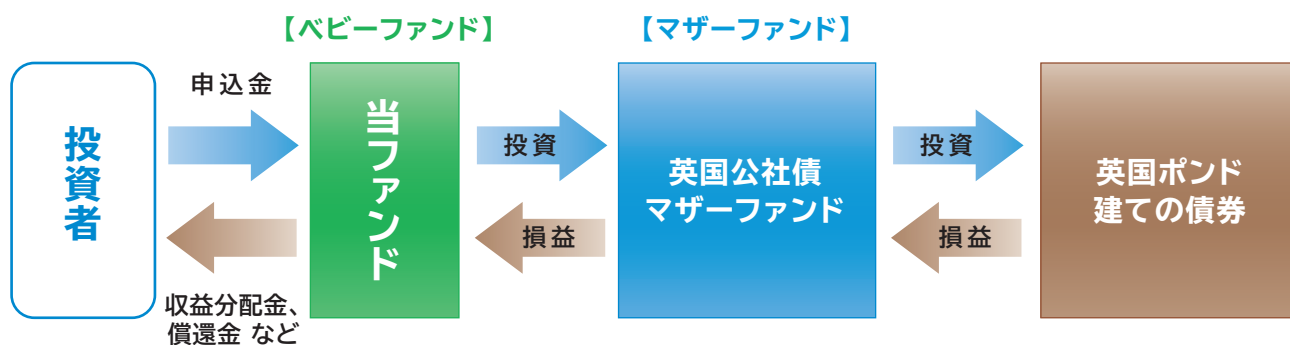 【ベビーファンド】
【マザーファンド】
投資者
申込金
収益分配金、
償還金 など
当ファンド
投資
損益
英国公社債
マザーファンド
投資
損益
英国ポンド
建ての債券